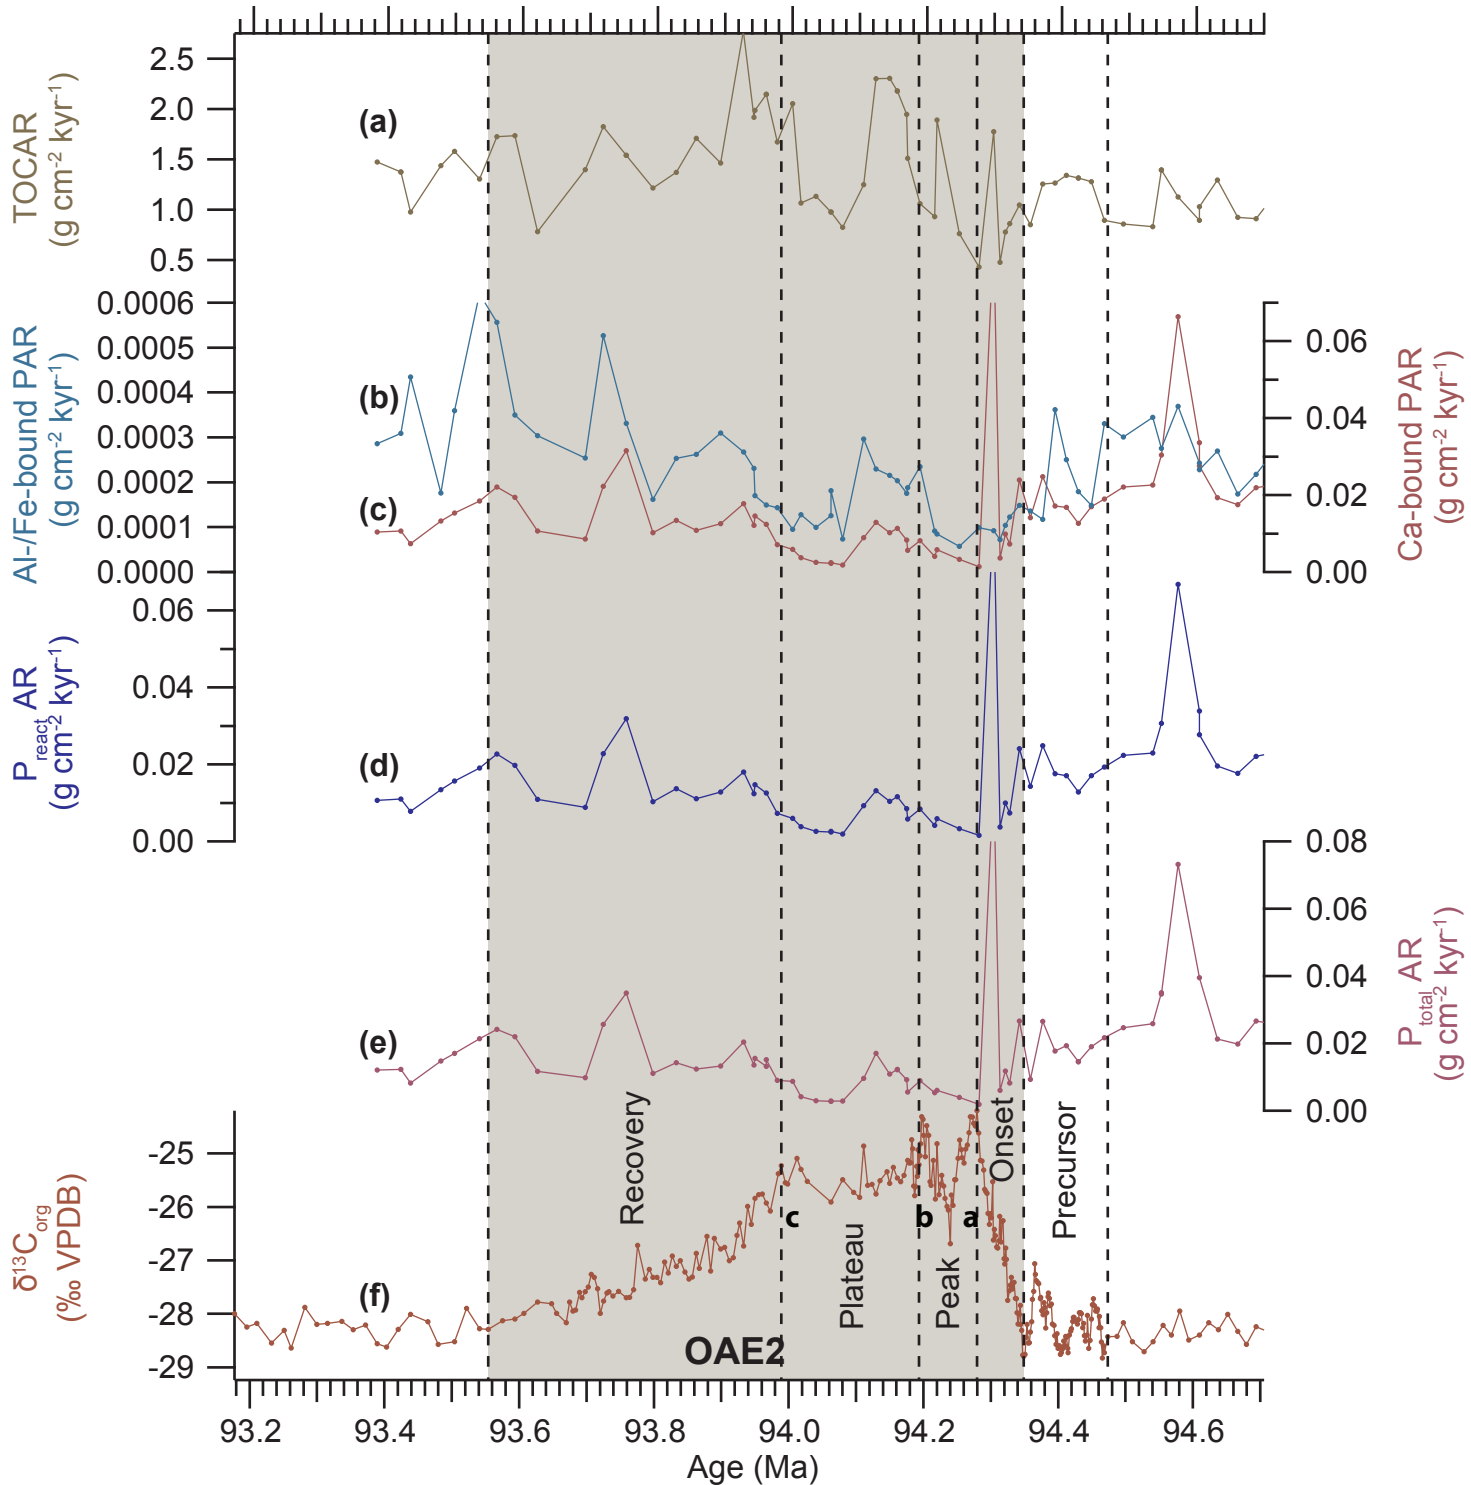 TOCAR
(g cm-2 kyr-1)
2.5
2.0
1.5
1.0
0.5
(a)
Al-/Fe-bound PAR
(g cm-2 kyr-1)
0.0006
0.0005
0.0004
0.0003
0.0002
0.0001
0.0000
(b)
(c)
0.06
0.04
0.02
0.00
Ca-bound PAR
(g cm-2 kyr-1)
Preact AR
(g cm-2 kyr-1)
0.06
0.04
0.02
0.00
(d)
(e)
0.08
0.06
0.04
0.02
0.00
Ptotal AR
(g cm-2 kyr-1)
δ13Corg
(‰ VPDB)
-25
-26
-27
-28
-29
(f)
Recovery
Plateau
Peak
Onset
Precursor
c
b
a
OAE2
93.2
93.4
93.6
93.8
94.0
94.2
94.4
94.6
Age (Ma)